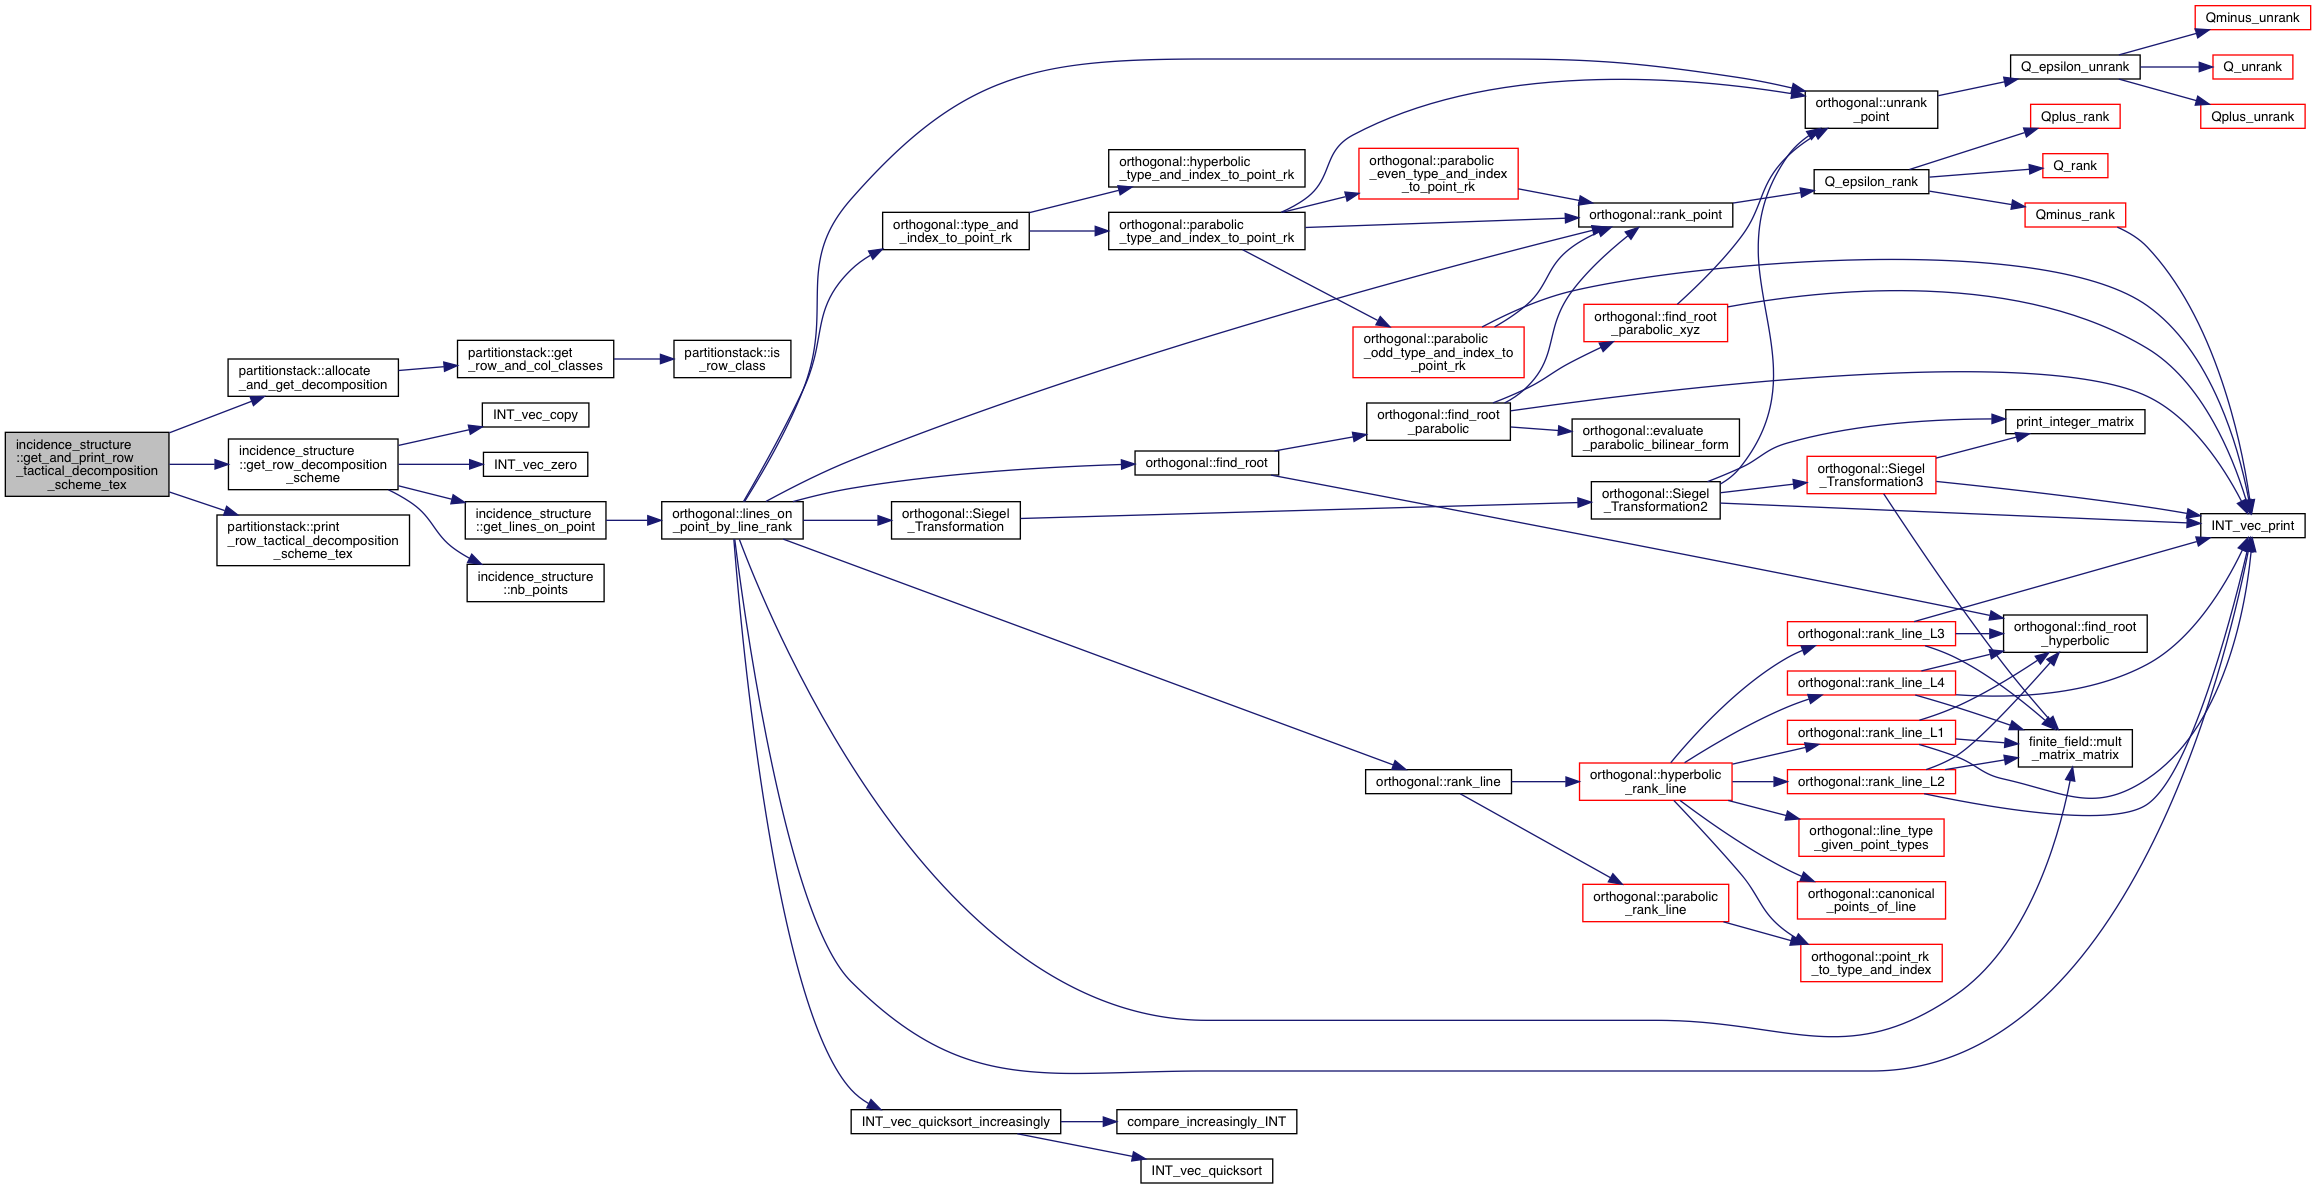 incidence_structure
::get_and_print_row
_tactical_decomposition
_scheme_tex
partitionstack::allocate
_and_get_decomposition
partitionstack::get
_row_and_col_classes
partitionstack::is
_row_class
incidence_structure
::get_row_decomposition
_scheme
INT_vec_copy
INT_vec_zero
incidence_structure
::get_lines_on_point
incidence_structure
::nb_points
partitionstack::print
_row_tactical_decomposition
_scheme_tex
orthogonal::lines_on
_point_by_line_rank
orthogonal::type_and
_index_to_point_rk
orthogonal::hyperbolic
_type_and_index_to_point_rk
orthogonal::parabolic
_type_and_index_to_point_rk
orthogonal::parabolic
_even_type_and_index
_to_point_rk
orthogonal::parabolic
_odd_type_and_index_to
_point_rk
orthogonal::rank_point
orthogonal::unrank
_point
Q_epsilon_unrank
Qminus_unrank
Q_unrank
Qplus_unrank
Q_epsilon_rank
Qplus_rank
Q_rank
Qminus_rank
orthogonal::find_root
orthogonal::find_root
_parabolic
orthogonal::find_root
_parabolic_xyz
orthogonal::evaluate
_parabolic_bilinear_form
orthogonal::Siegel
_Transformation
orthogonal::Siegel
_Transformation2
orthogonal::Siegel
_Transformation3
print_integer_matrix
INT_vec_print
orthogonal::find_root
_hyperbolic
finite_field::mult
_matrix_matrix
orthogonal::rank_line
orthogonal::hyperbolic
_rank_line
orthogonal::parabolic
_rank_line
orthogonal::rank_line_L3
orthogonal::rank_line_L4
orthogonal::rank_line_L1
orthogonal::rank_line_L2
orthogonal::line_type
_given_point_types
orthogonal::canonical
_points_of_line
orthogonal::point_rk
_to_type_and_index
INT_vec_quicksort_increasingly
compare_increasingly_INT
INT_vec_quicksort